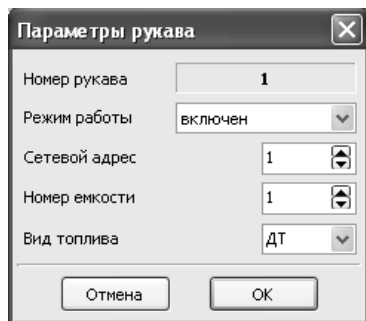 Параметры рукава
Номер рукава 1
Режим работы включен
Сетевой адрес 1
Номер емкости 1
Вид топлива ДТ
Отмена OK